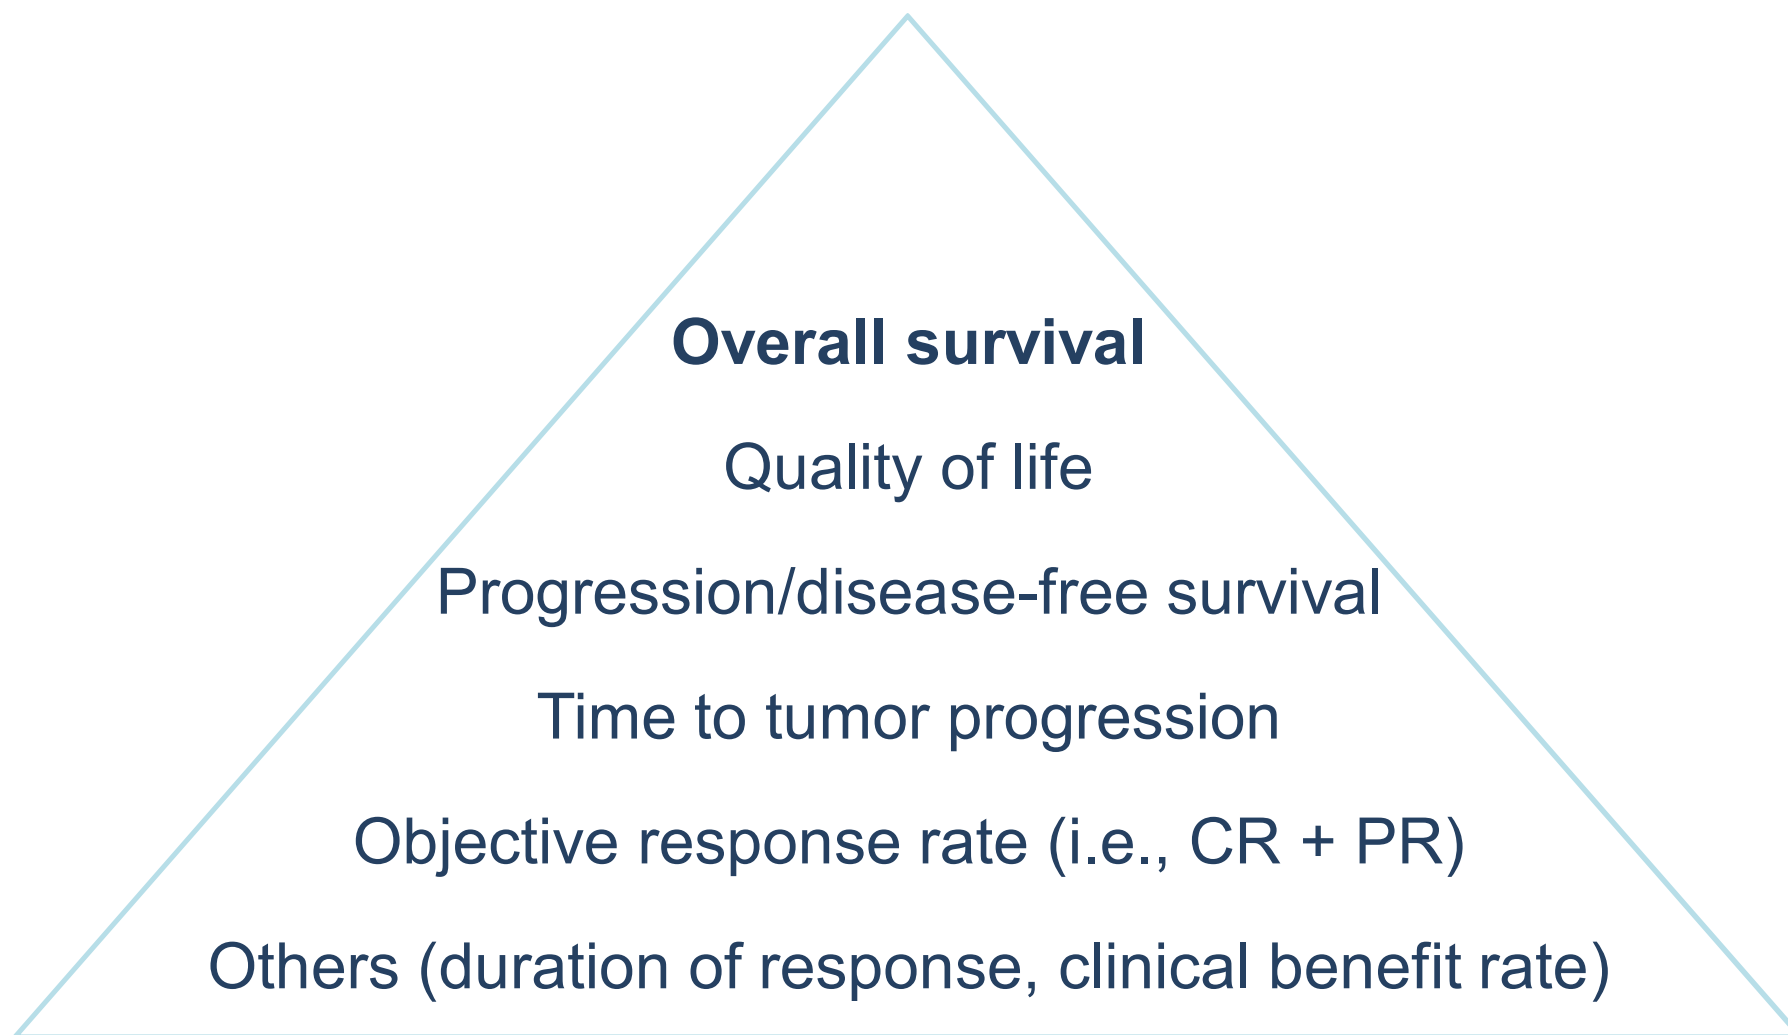 Overall survival
Quality of life
Progression/disease-free survival
Time to tumor progression
Objective response rate (i.e., CR + PR)
Others (duration of response, clinical benefit rate)